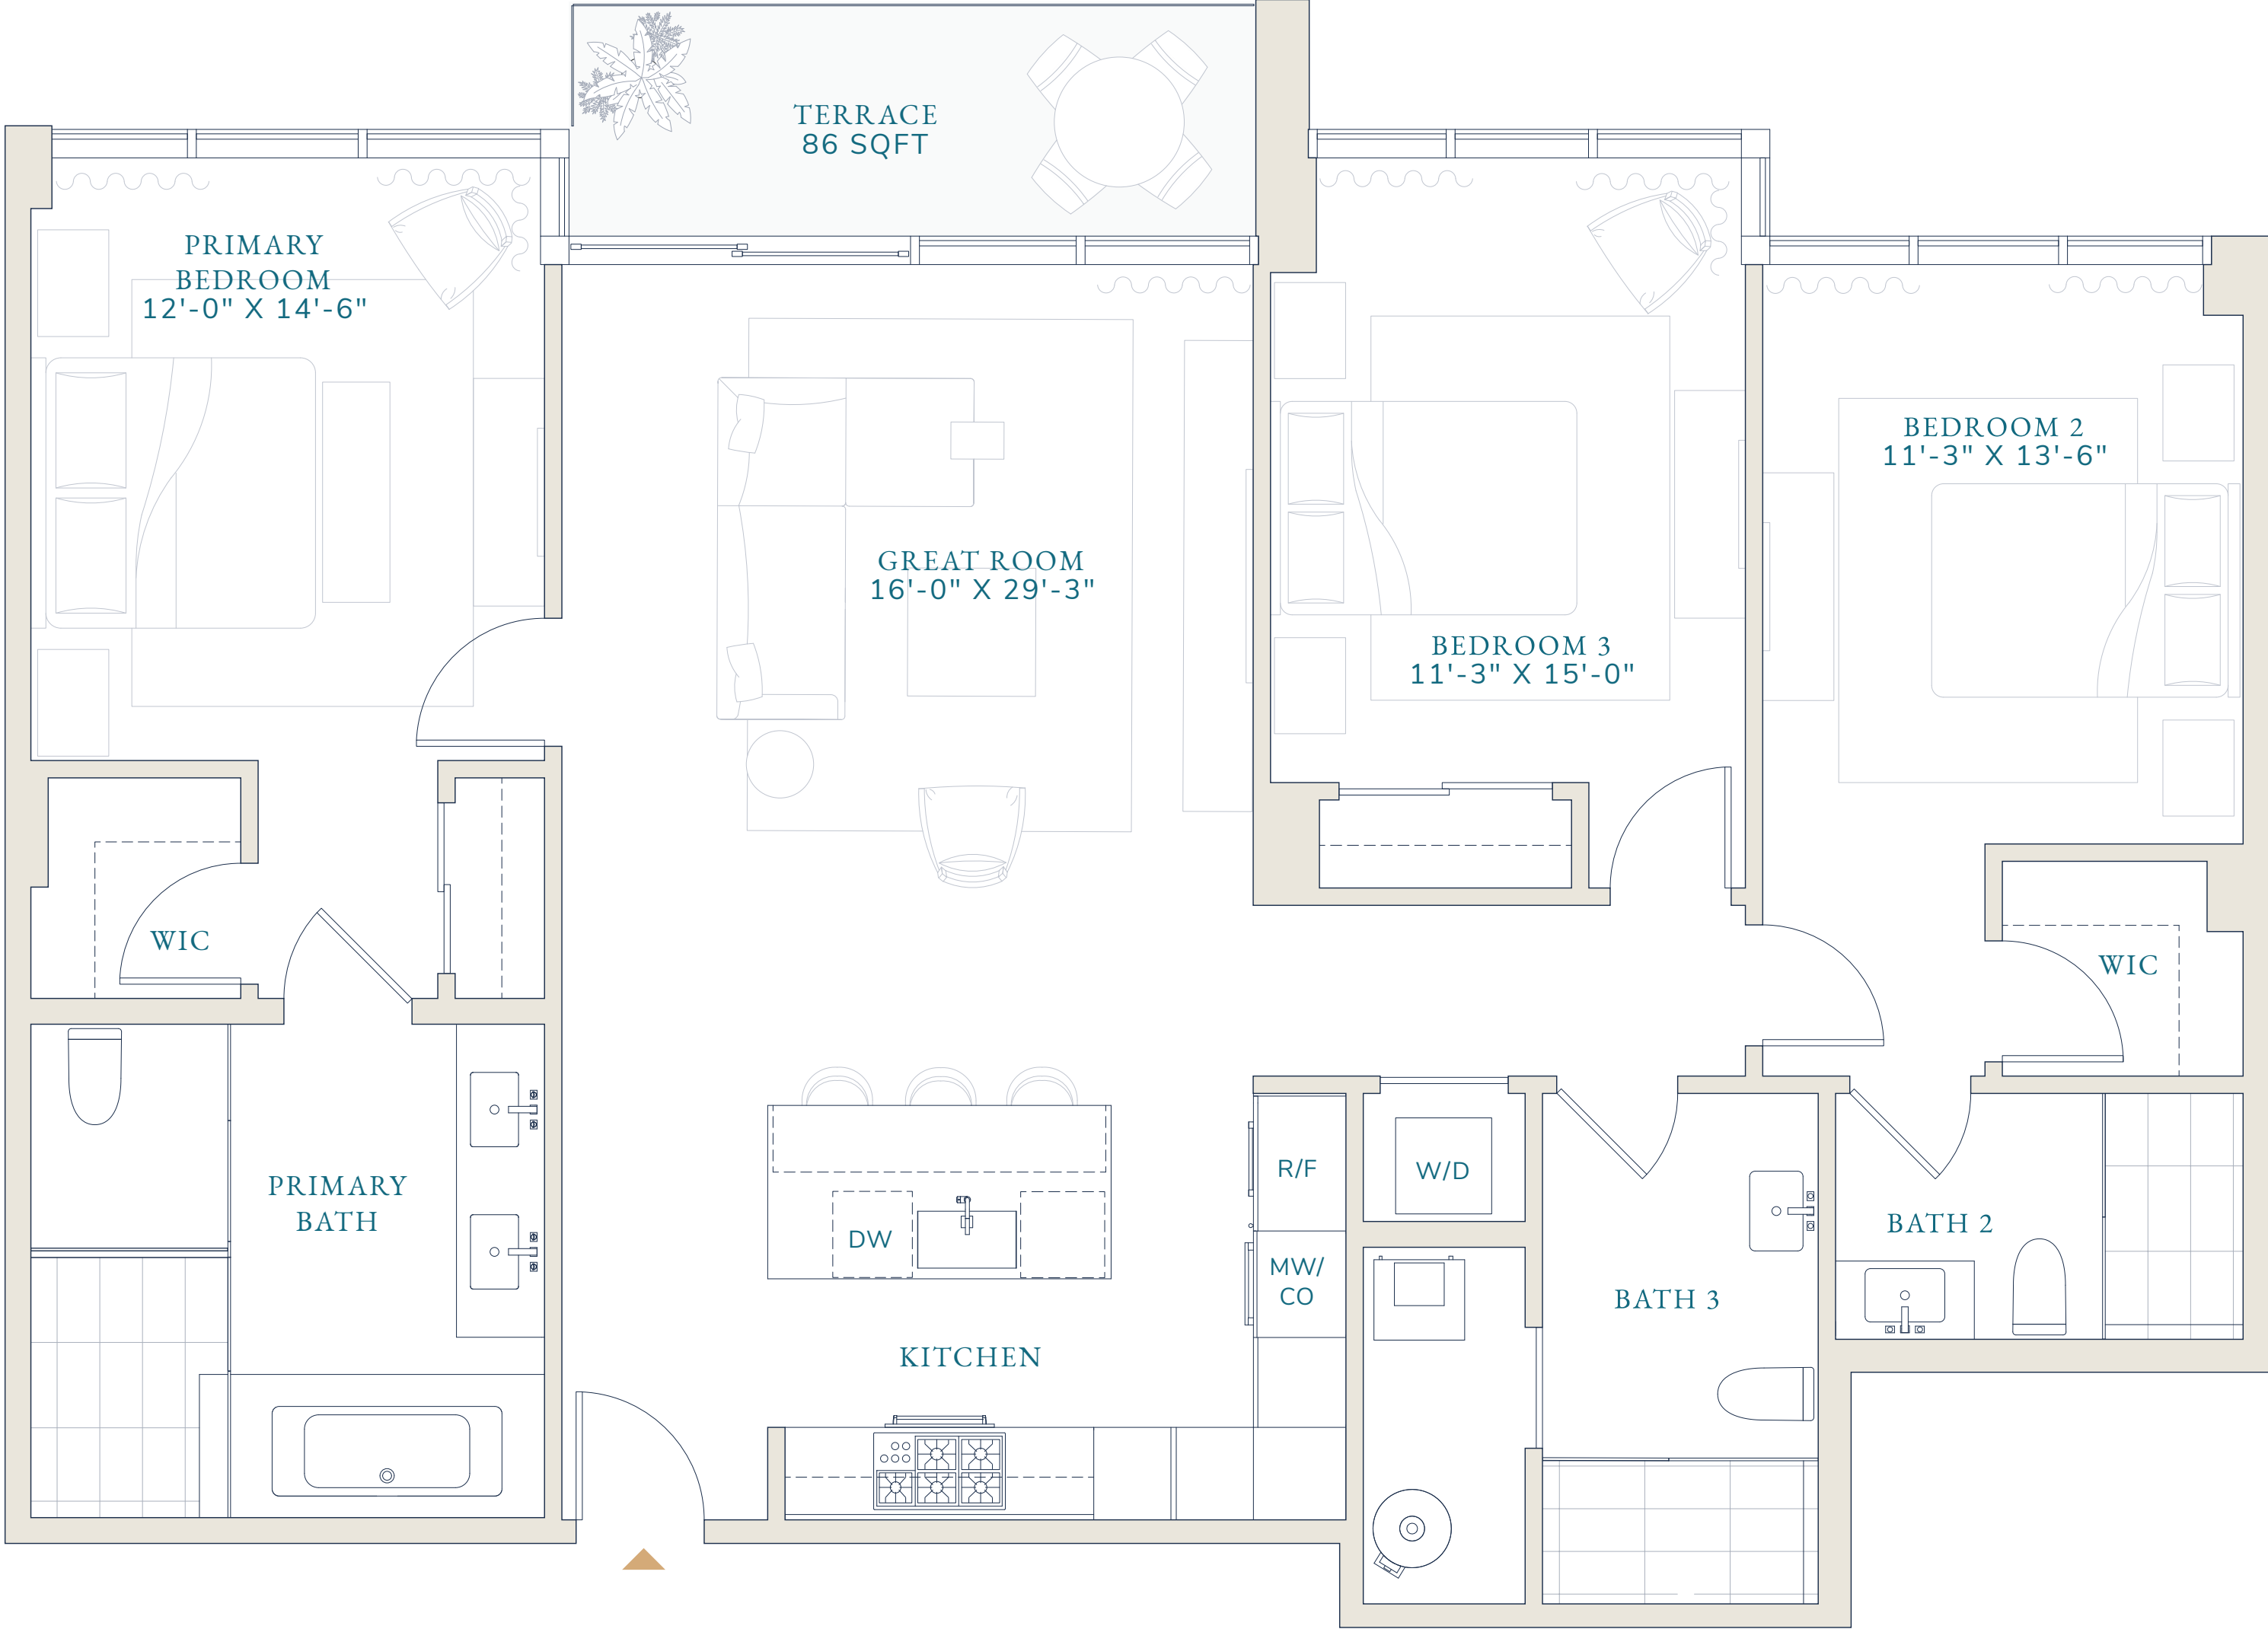 TERRACE
86 SQFT
PRIMARY
BEDROOM
12'-0" X 14'-6"
BEDROOM 2
11'-3" X 13'-6"
GREAT ROOM
16'-0" X 29'-3"
BEDROOM 3
11'-3" X 15'-0"
WIC
WIC
PRIMARY
BATH
DW
R/F
W/D
MW/
CO
BATH 2
BATH 3
KITCHEN